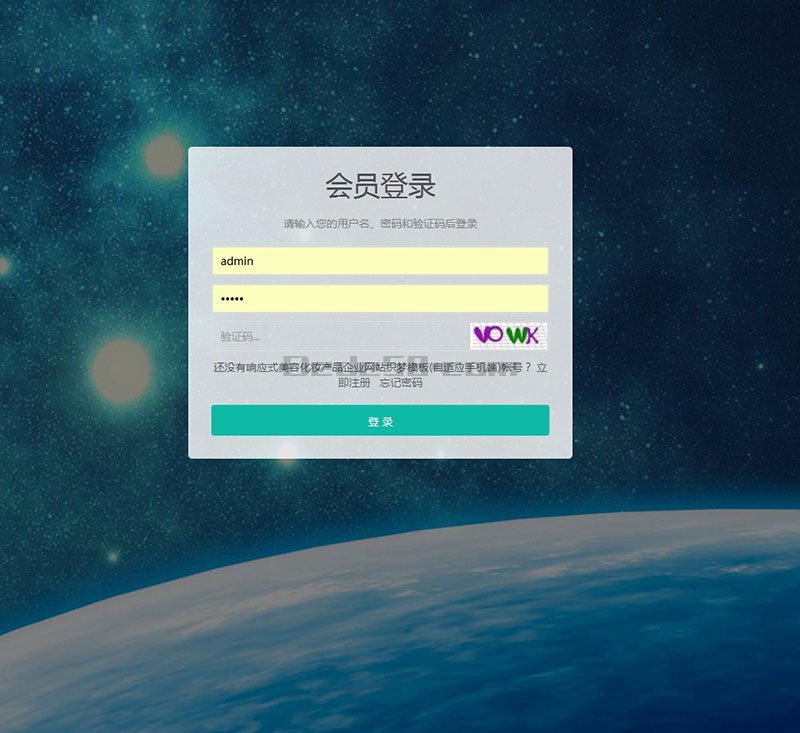 会员登录
请输入您的用户名、密码和验证码后登录
admin
•••••
验证码...
VOWK
还没有响应式美容化妆产品企业网站织梦模板(自适应手机端)帐号？立
即注册 忘记密码
登 录